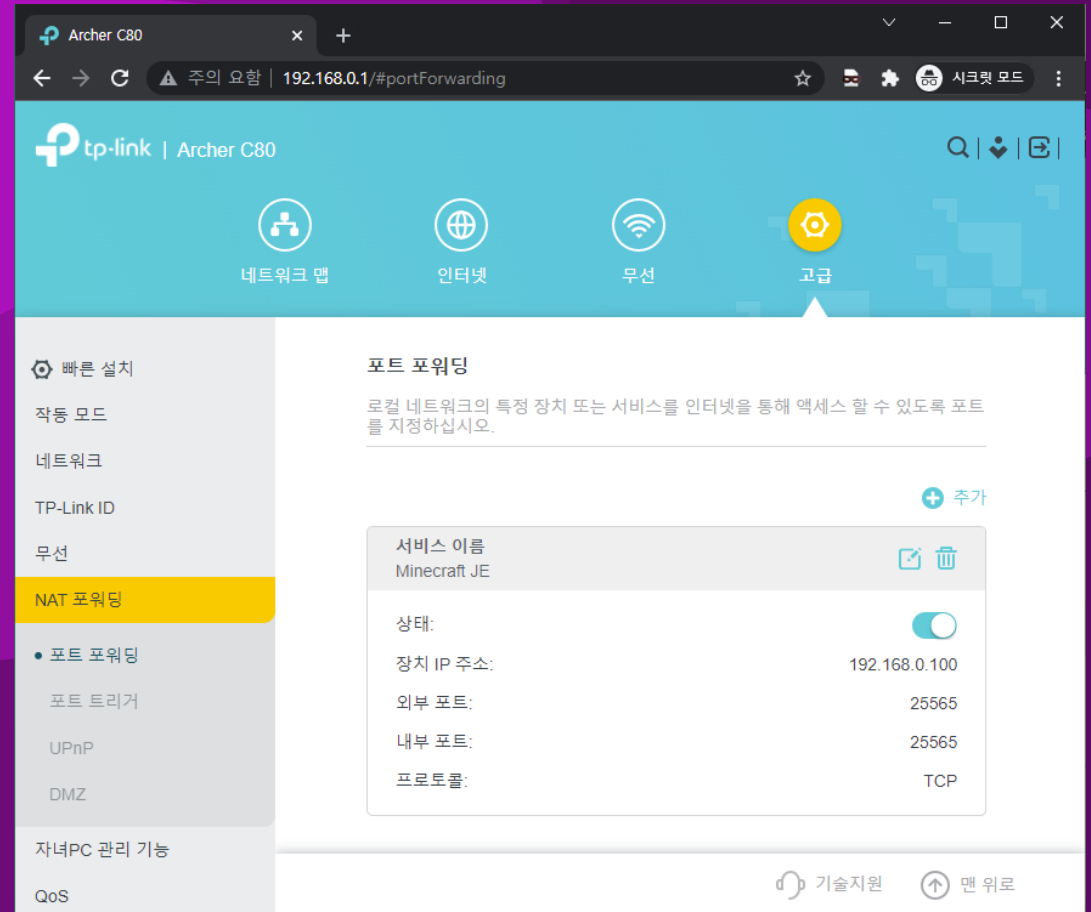 Archer C80
주의 요함 | 192.168.0.1/#portForwarding
시크릿 모드
tp-link | Archer C80
네트워크 맵
인터넷
무선
고급
빠른 설치
작동 모드
네트워크
TP-Link ID
무선
NAT 포워딩
포트 포워딩
포트 트리거
UPnP
DMZ
자녀PC 관리 기능
QoS
포트 포워딩
로컬 네트워크의 특정 장치 또는 서비스를 인터넷을 통해 액세스 할 수 있도록 포트
를 지정하십시오.
추가
서비스 이름
Minecraft JE
상태:
장치 IP 주소: 192.168.0.100
외부 포트: 25565
내부 포트: 25565
프로토콜: TCP
기술지원
맨 위로